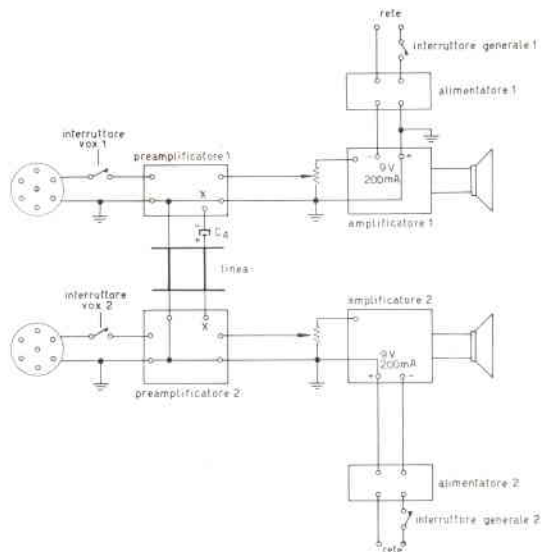 rete
interruttore generale 1
alimentatore 1
interruttore
vox 1
preamplificatore 1
- +
9V
200mA
X
amplificatore 1
-
C4
+
linea
interruttore
vox 2
amplificatore 2
X
9V
200mA
+ -
preamplificatore 2
alimentatore 2
interruttore generale 2
rete